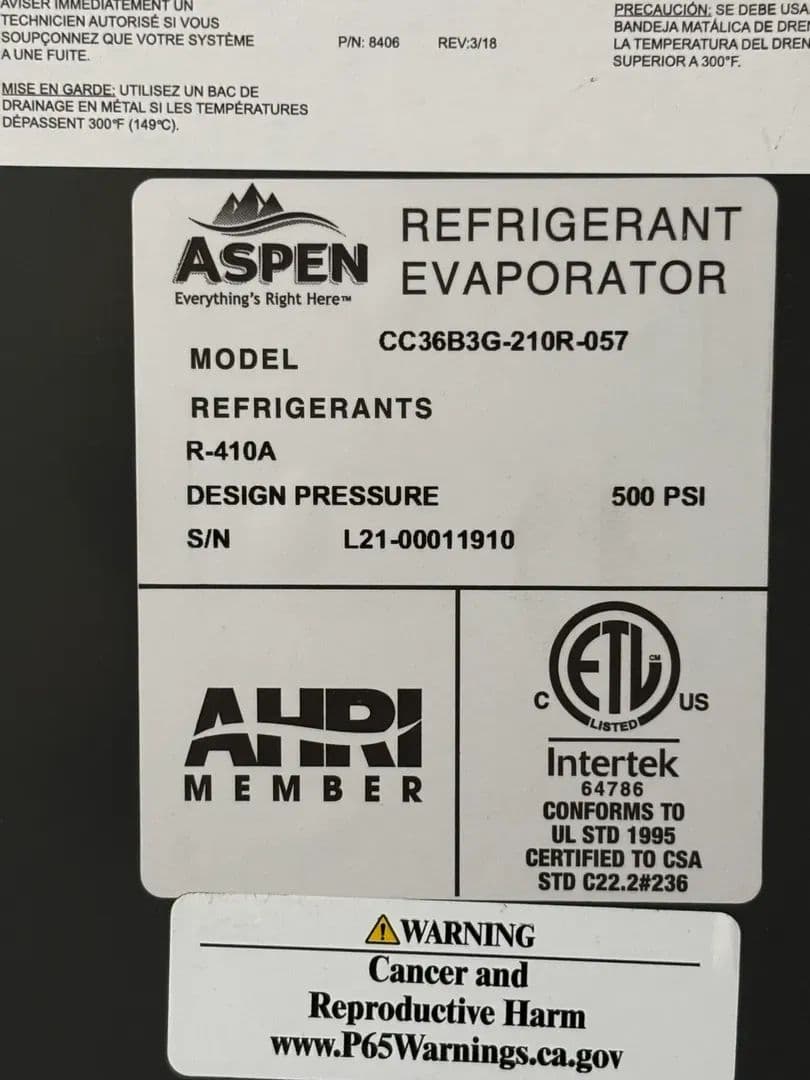 AVISER IMMÉDIATEMENT UN
TECHNICIEN AUTORISÉ SI VOUS
SOUPÇONNEZ QUE VOTRE SYSTÈME
A UNE FUITE.
MISE EN GARDE: UTILISEZ UN BAC DE
DRAINAGE EN MÉTAL SI LES TEMPÉRATURES
DÉPASSENT 300°F (149°C).
P/N: 8406 REV:3/18
PRECAUCIÓN: SE DEBE USA
BANDEJA MATÁLICA DE DRE
LA TEMPERATURA DEL DREN
SUPERIOR A 300°F.
ASPEN
Everything's Right Here™
REFRIGERANT
EVAPORATOR
MODEL CC36B3G-210R-057
REFRIGERANTS
R-410A
DESIGN PRESSURE 500 PSI
S/N L21-00011910
AHRI
MEMBER
ETL CM
C US
LISTED
Intertek
64786
CONFORMS TO
UL STD 1995
CERTIFIED TO CSA
STD C22.2#236
WARNING
Cancer and
Reproductive Harm
www.P65Warnings.ca.gov